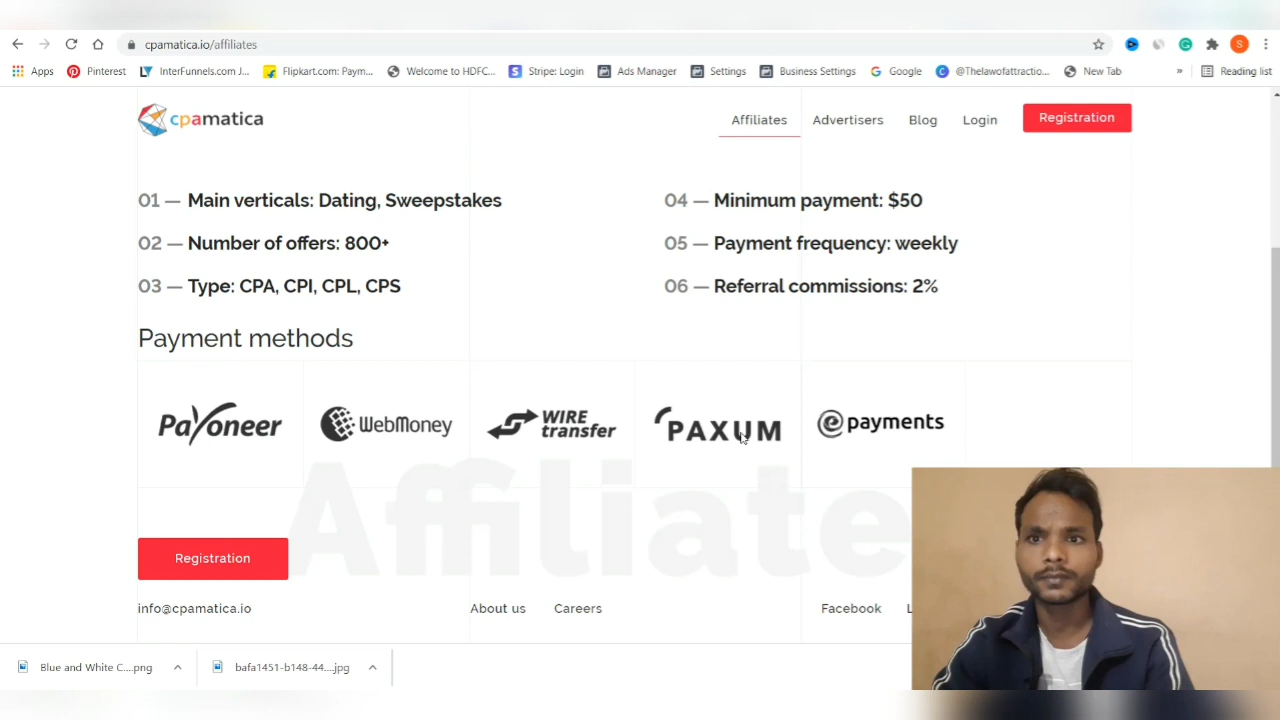 cpamatica.io/affiliates
S
Apps
Pinterest
InterFunnels.com J...
Flipkart.com: Paym...
Welcome to HDFC...
Stripe: Login
Ads Manager
Settings
Business Settings
Google
@Thelawofattractio...
New Tab
»
Reading list
cpamatica
Affiliates
Advertisers
Blog
Login
Registration
01 — Main verticals: Dating, Sweepstakes
02 — Number of offers: 800+
03 — Type: CPA, CPI, CPL, CPS
04 — Minimum payment: $50
05 — Payment frequency: weekly
06 — Referral commissions: 2%
Payment methods
Payoneer
WebMoney
WIRE
transfer
PAXUM
epayments
Affiliate
Registration
info@cpamatica.io
About us
Careers
Facebook
L
Blue and White C....png
bafa1451-b148-44....jpg